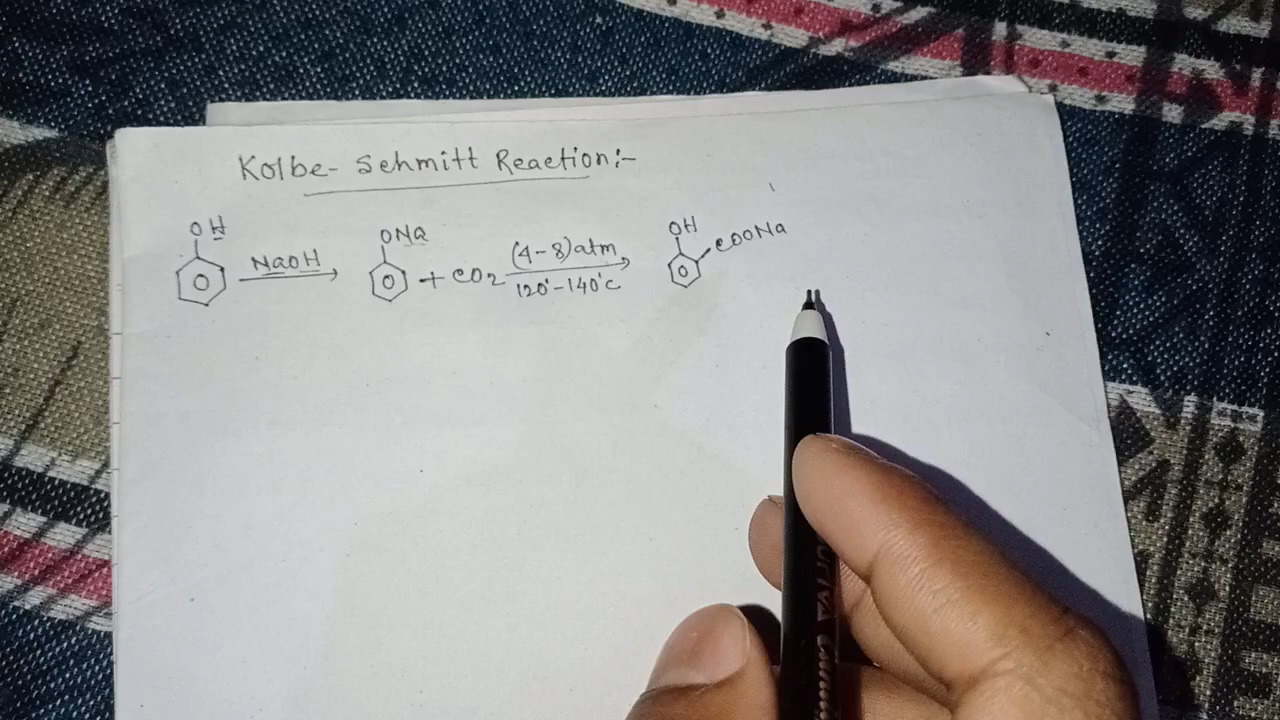 Kolbe- Schmitt Reaction:-
OH NaOH ONa + CO2 (4-8)atm 120°-140°C OH COONa